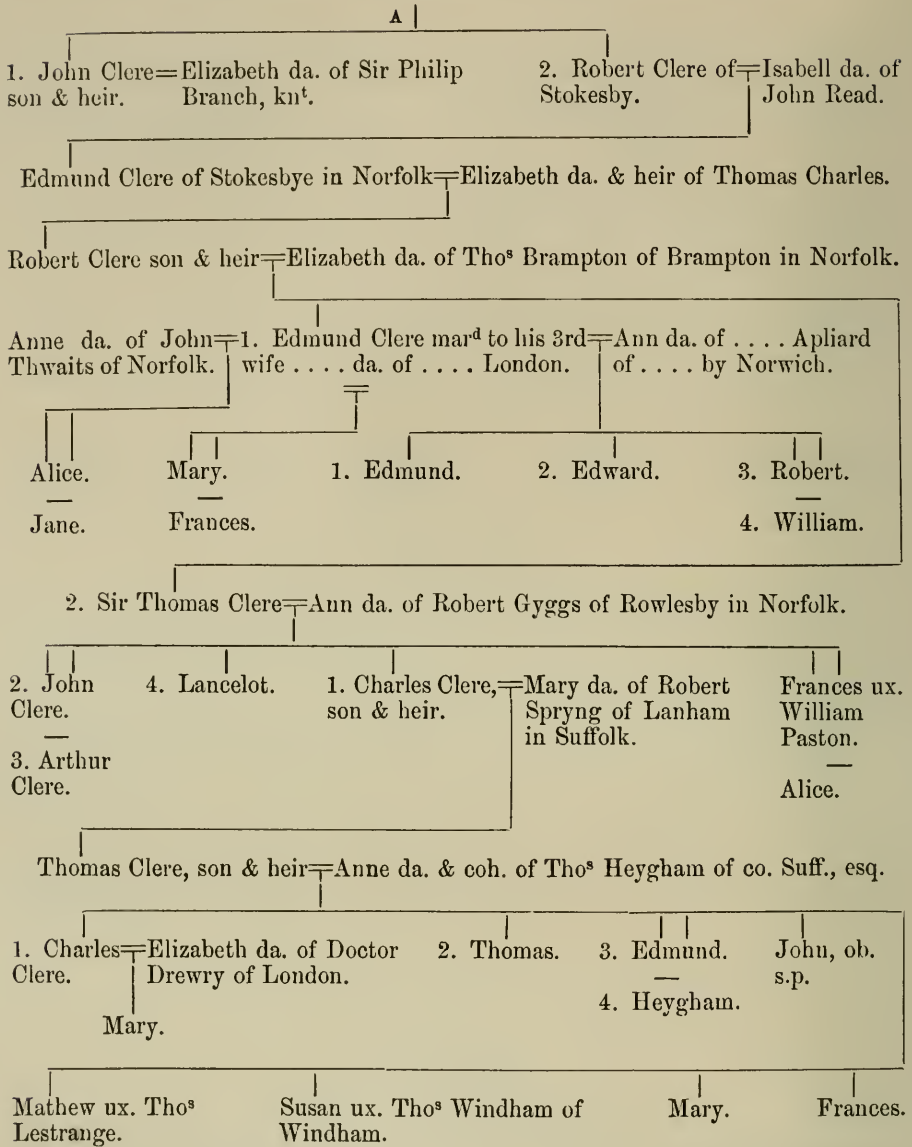 A
1. John Clere=Elizabeth da. of Sir Philip 2. Robert Clere of=Isabell da. of
son & heir. Branch, knᵗ. Stokesby. John Read.
Edmund Clere of Stokesbye in Norfolk=Elizabeth da. & heir of Thomas Charles.
Robert Clere son & heir=Elizabeth da. of Thoˢ Brampton of Brampton in Norfolk.
Anne da. of John=1. Edmund Clere marᵈ to his 3rd=Ann da. of . . . . Apliard
Thwaits of Norfolk. wife . . . . da. of . . . . London. of . . . . by Norwich.
Alice. Mary. 1. Edmund. 2. Edward. 3. Robert.
Jane. Frances. 4. William.
2. Sir Thomas Clere=Ann da. of Robert Gyggs of Rowlesby in Norfolk.
2. John 4. Lancelot. 1. Charles Clere,=Mary da. of Robert Frances ux.
Clere. son & heir. Spryng of Lanham William
in Suffolk. Paston.
3. Arthur
Clere. Alice.
Thomas Clere, son & heir=Anne da. & coh. of Thoˢ Heygham of co. Suff., esq.
1. Charles=Elizabeth da. of Doctor 2. Thomas. 3. Edmund. John, ob.
Clere. Drewry of London. s.p.
4. Heygham.
Mary.
Mathew ux. Thoˢ Susan ux. Thoˢ Windham of Mary. Frances.
Lestrange. Windham.